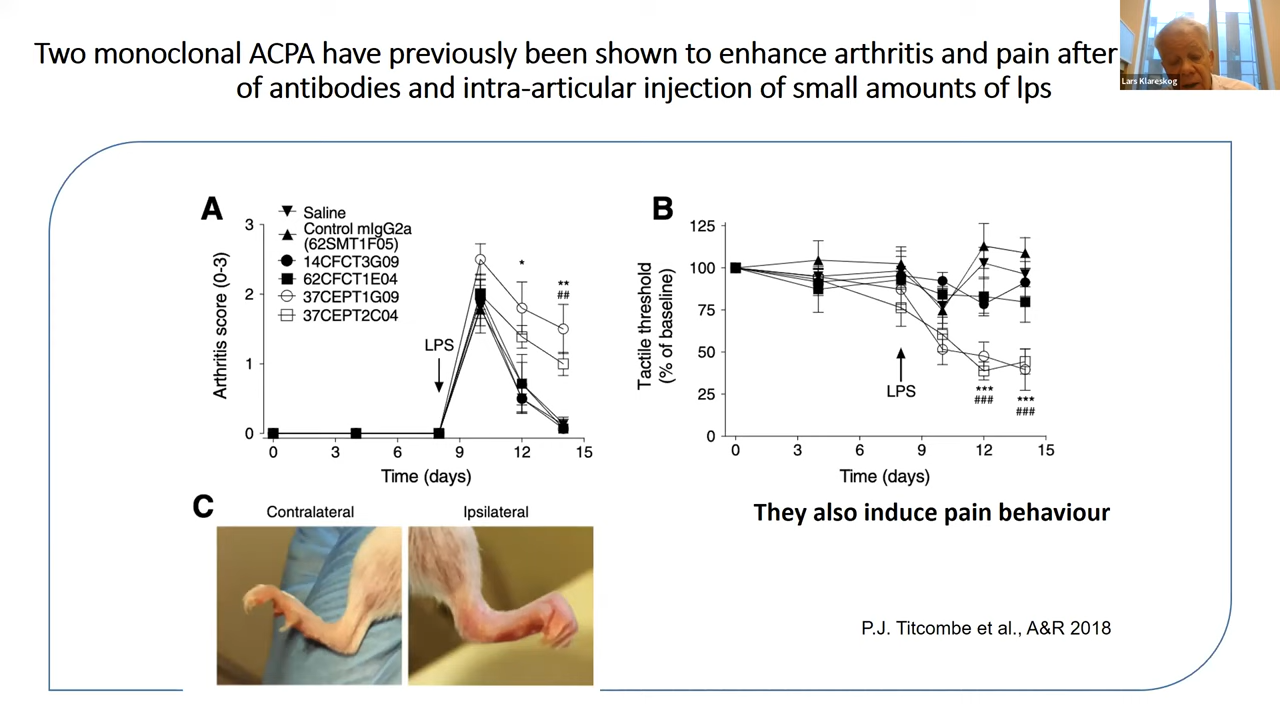 Two monoclonal ACPA have previously been shown to enhance arthritis and pain after
of antibodies and intra-articular injection of small amounts of lps
Lars Klareskog
A
Saline
Control mIgG2a
(62SMT1F05)
14CFCT3G09
62CFCT1E04
37CEPT1G09
37CEPT2C04
Arthritis score (0-3)
3
2
1
0
LPS
*
**
##
0 3 6 9 12 15
Time (days)
B
Tactile threshold
(% of baseline)
125
100
75
50
25
0
LPS
***
###
***
###
0 3 6 9 12 15
Time (days)
C
Contralateral
Ipsilateral
They also induce pain behaviour
P.J. Titcombe et al., A&R 2018